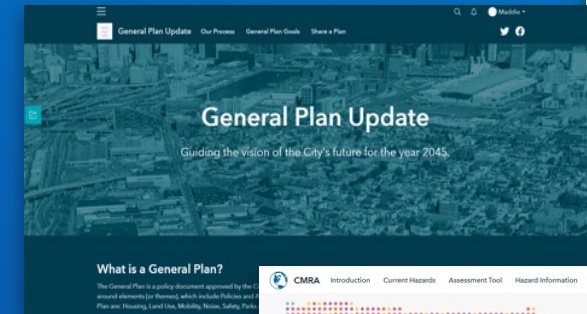 Maddie
General Plan Update Our Process General Plan Goals Share a Plan
General Plan Update
Guiding the vision of the City's future for the year 2045.
What is a General Plan?
The General Plan is a policy document approved by the C
around elements (or themes), which include Policies and A
Plan are: Housing, Land Use, Mobility, Noise, Safety, Parks
CMRA Introduction Current Hazards Assessment Tool Hazard Information